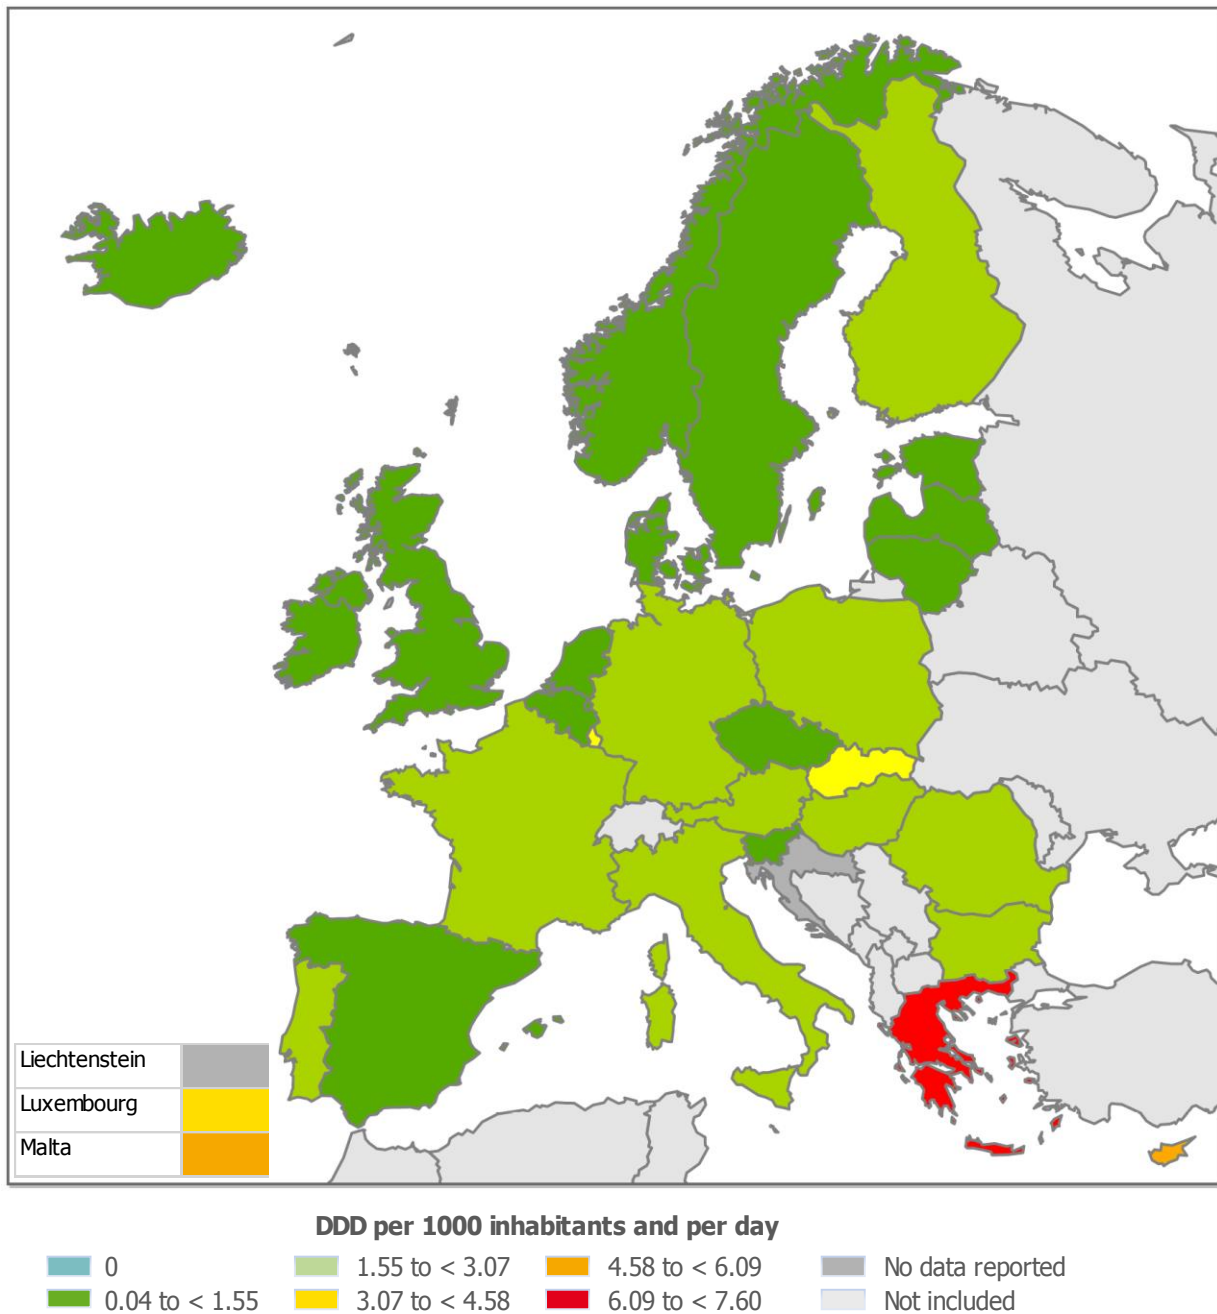 Liechtenstein
Luxembourg
Malta
DDD per 1000 inhabitants and per day
0
1.55 to < 3.07
4.58 to < 6.09
No data reported
0.04 to < 1.55
3.07 to < 4.58
6.09 to < 7.60
Not included